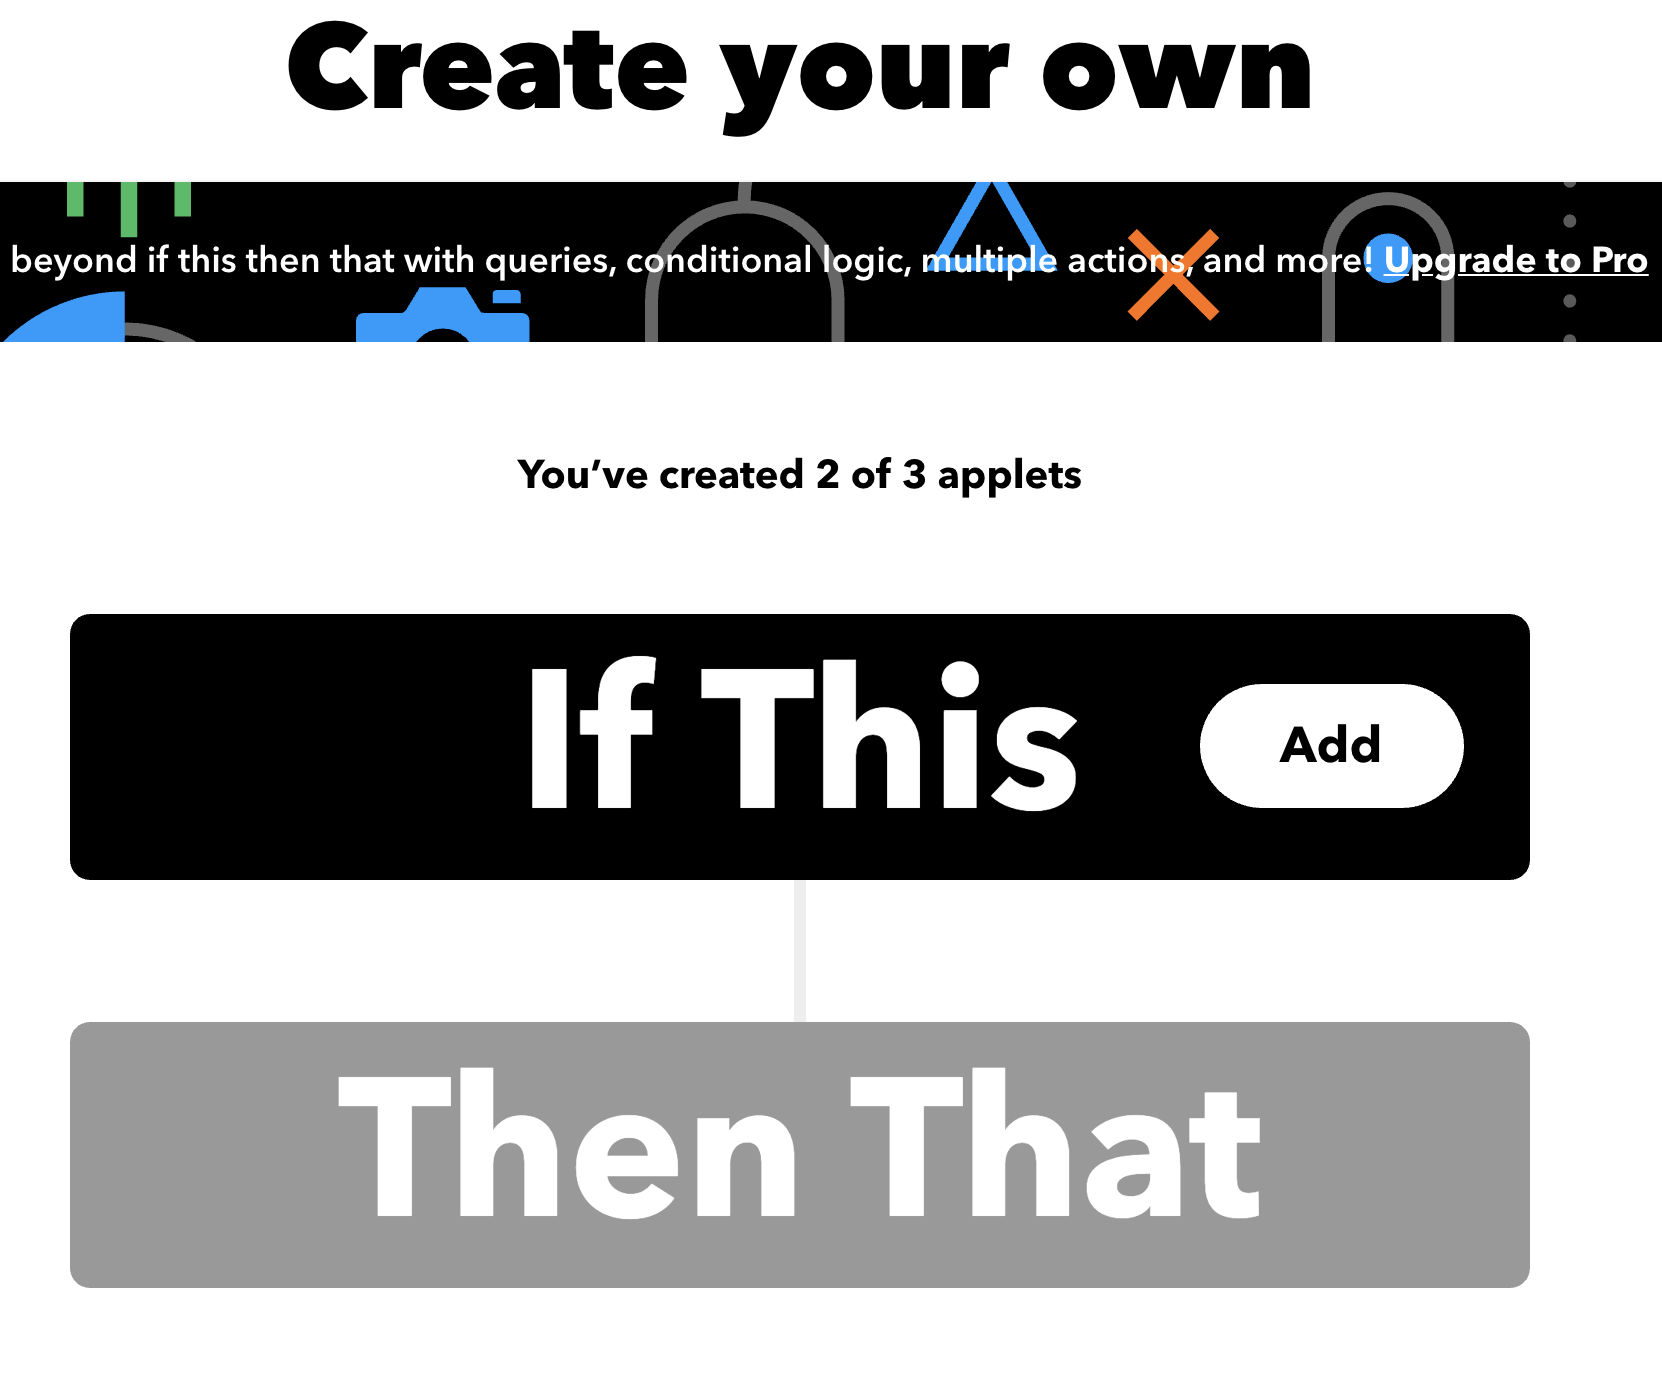 Create your own
beyond if this then that with queries, conditional logic, multiple actions, and more! Upgrade to Pro
You’ve created 2 of 3 applets
If This
Add
Then That